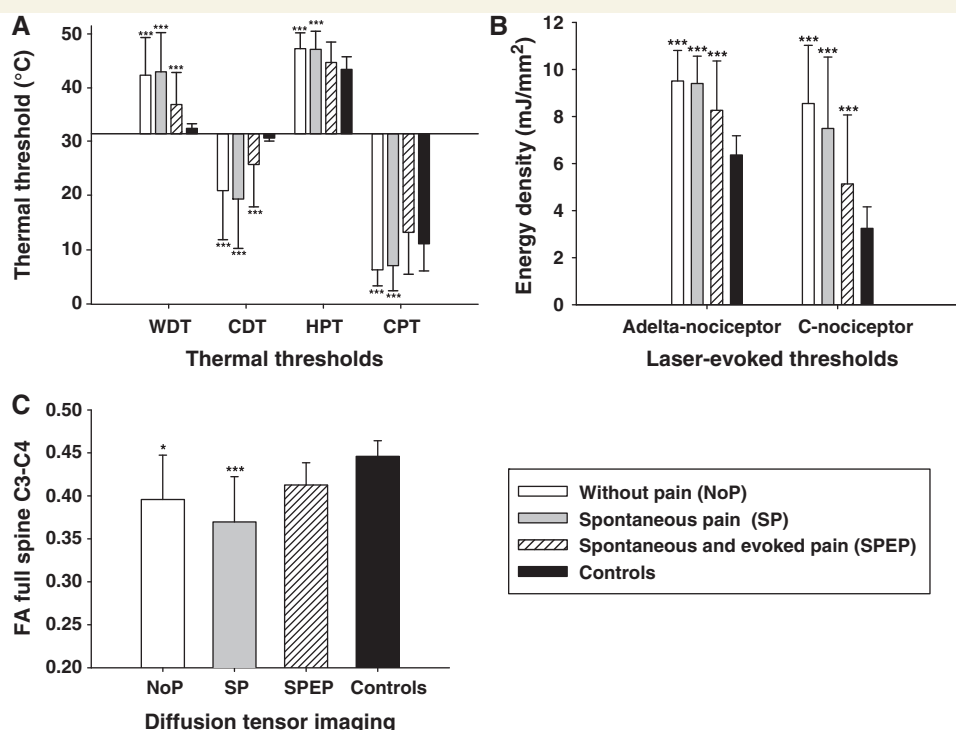 A
Thermal threshold (°C)
50
40
30
20
10
0
*** ***
***
***
***
***
*** ***
*** ***
WDT CDT HPT CPT
Thermal thresholds
B
Energy density (mJ/mm²)
12
10
8
6
4
2
0
*** *** ***
***
***
***
Adelta-nociceptor C-nociceptor
Laser-evoked thresholds
C
FA full spine C3-C4
0.50
0.45
0.40
0.35
0.30
0.25
0.20
*
***
NoP SP SPEP Controls
Diffusion tensor imaging
Without pain (NoP)
Spontaneous pain (SP)
Spontaneous and evoked pain (SPEP)
Controls